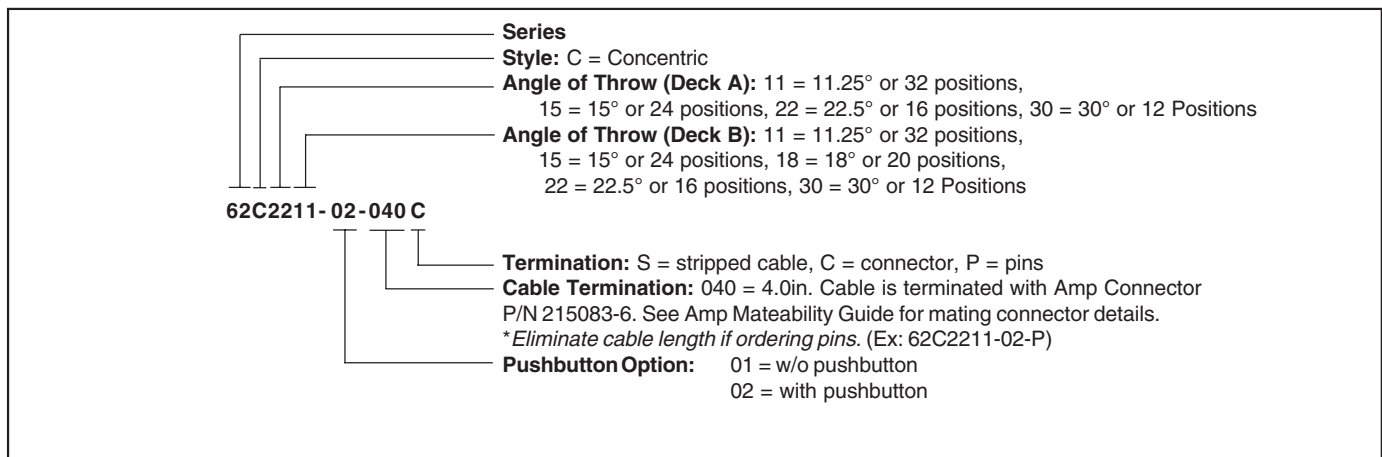 Series
Style: C = Concentric
Angle of Throw (Deck A): 11 = 11.25° or 32 positions,
15 = 15° or 24 positions, 22 = 22.5° or 16 positions, 30 = 30° or 12 Positions
Angle of Throw (Deck B): 11 = 11.25° or 32 positions,
15 = 15° or 24 positions, 18 = 18° or 20 positions,
22 = 22.5° or 16 positions, 30 = 30° or 12 Positions
62C2211-02-040C
Termination: S = stripped cable, C = connector, P = pins
Cable Termination: 040 = 4.0in. Cable is terminated with Amp Connector
P/N 215083-6. See Amp Mateability Guide for mating connector details.
*Eliminate cable length if ordering pins. (Ex: 62C2211-02-P)
Pushbutton Option: 01 = w/o pushbutton
02 = with pushbutton